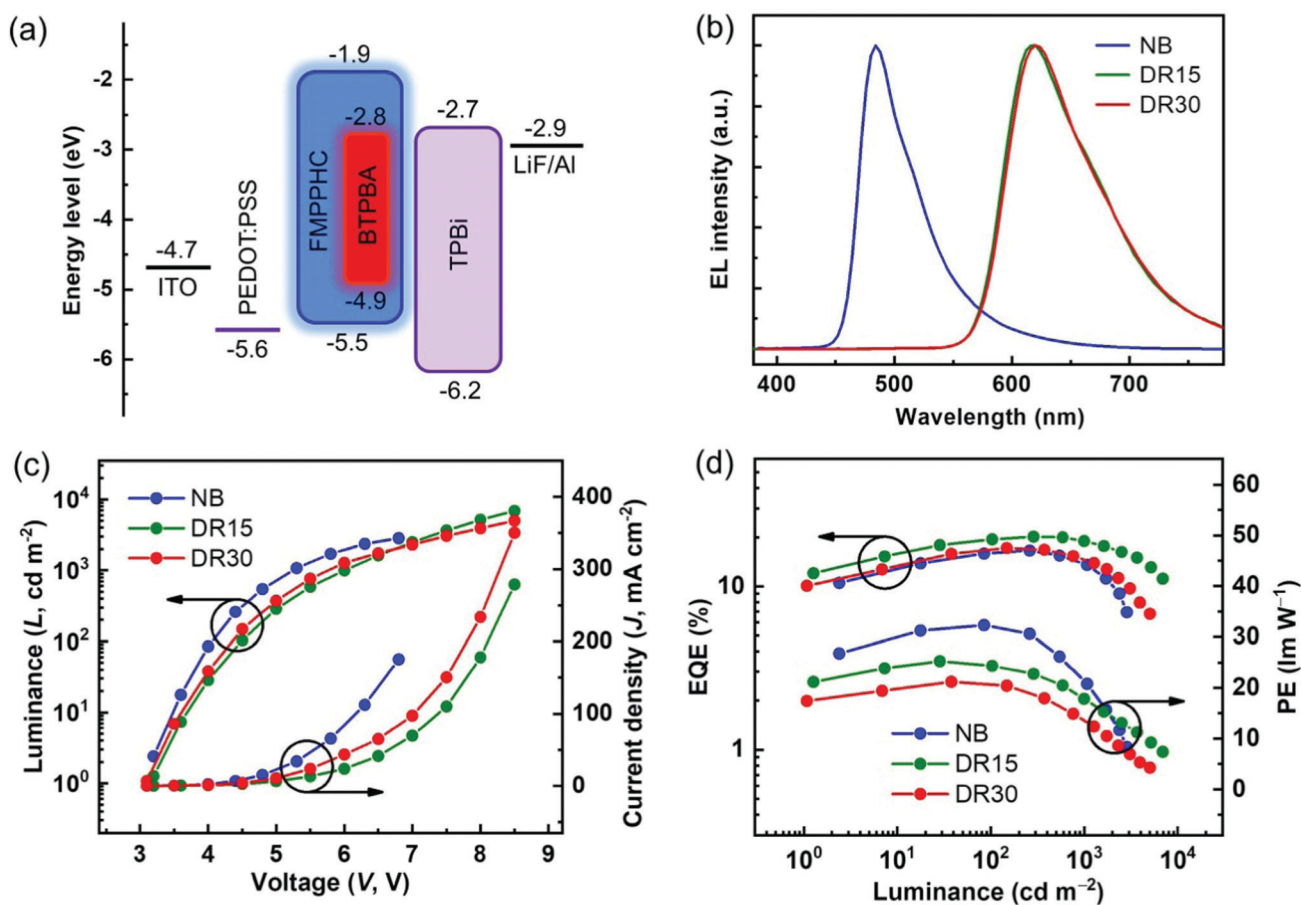 (a)
Energy level (eV)
-2
-3
-4
-5
-6
-4.7
ITO
PEDOT:PSS
-5.6
-1.9
FMPPHC
-2.8
BTPBA
-4.9
-5.5
-2.7
TPBi
-6.2
-2.9
LiF/Al
(b)
EL intensity (a.u.)
NB
DR15
DR30
400 500 600 700
Wavelength (nm)
(c)
Luminance (L, cd m−2)
10⁴
10³
10²
10¹
10⁰
NB
DR15
DR30
400
300
200
100
0
Current density (J, mA cm−2)
3 4 5 6 7 8 9
Voltage (V, V)
(d)
EQE (%)
10
1
NB
DR15
DR30
60
50
40
30
20
10
0
PE (lm W−1)
10⁰ 10¹ 10² 10³ 10⁴
Luminance (cd m−2)